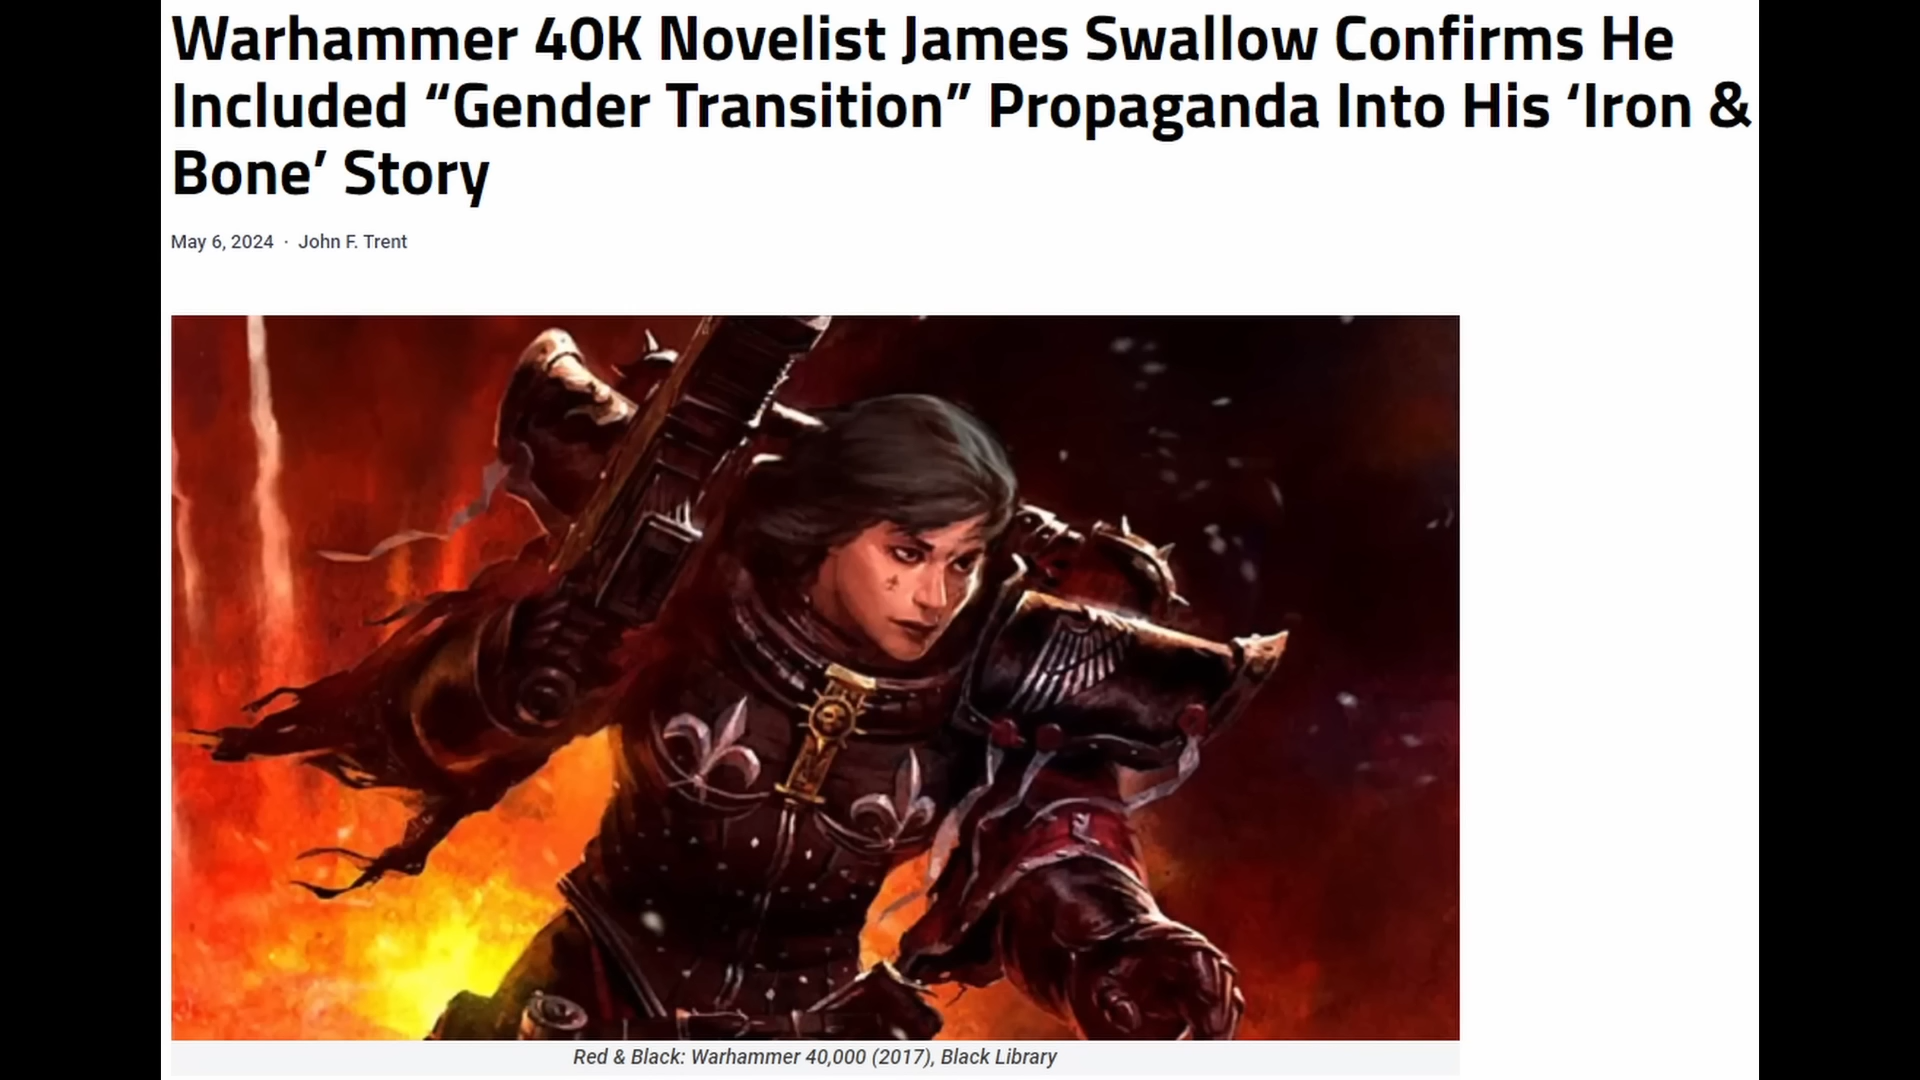 Warhammer 40K Novelist James Swallow Confirms He
Included “Gender Transition” Propaganda Into His ‘Iron &
Bone’ Story
May 6, 2024 · John F. Trent
Red & Black: Warhammer 40,000 (2017), Black Library